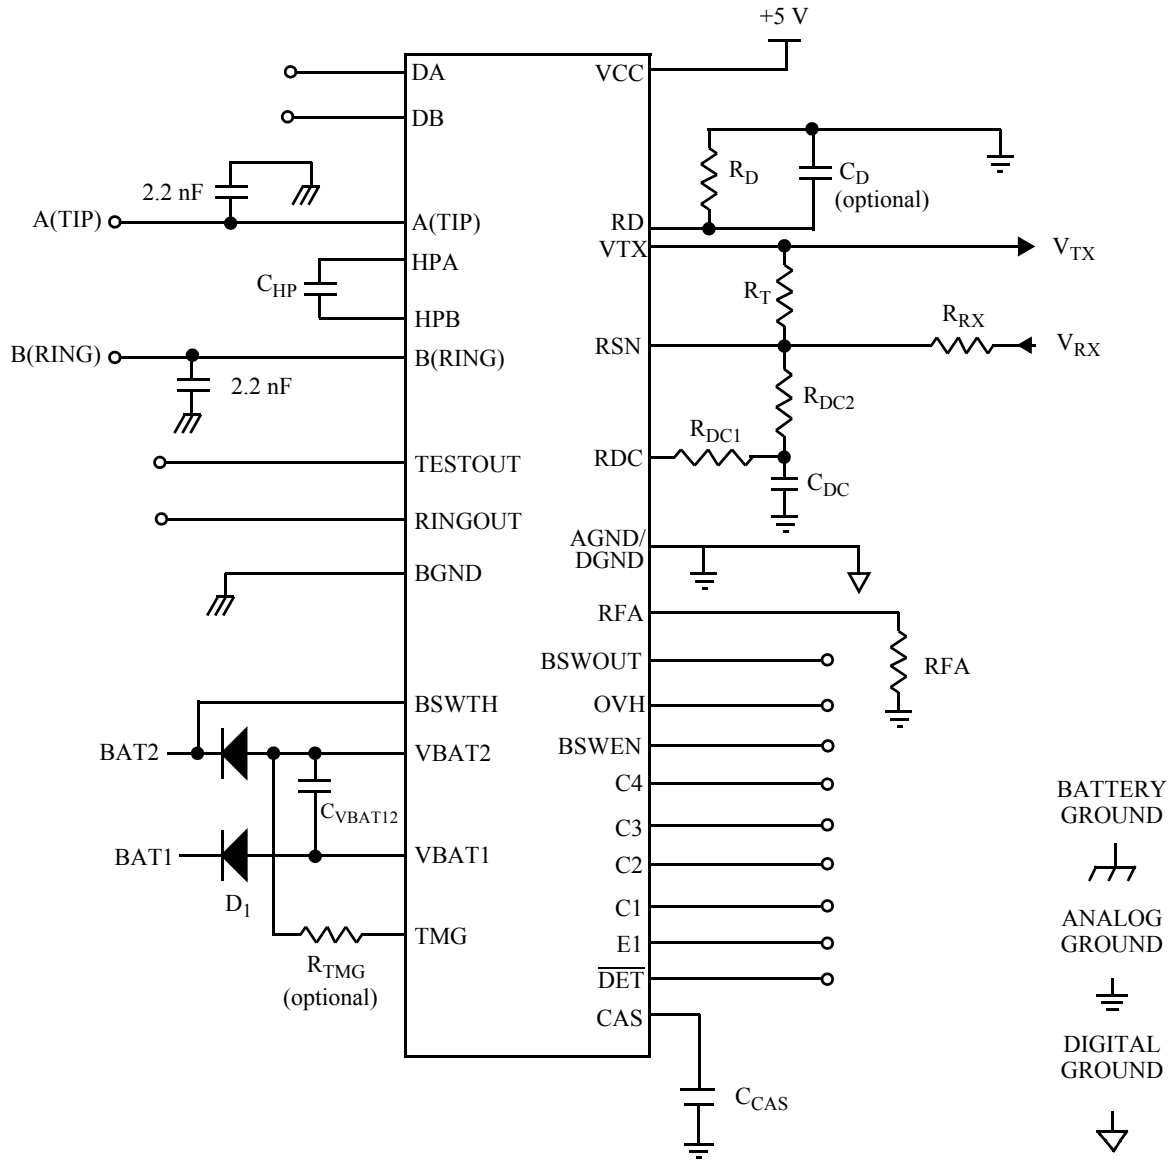 +5 V
DA
VCC
DB
2.2 nF
R_D
C_D
(optional)
A(TIP)
A(TIP)
RD
VTX
V_TX
HPA
C_HP
R_T
HPB
R_RX
B(RING)
B(RING)
RSN
V_RX
2.2 nF
R_DC2
R_DC1
TESTOUT
RDC
C_DC
RINGOUT
AGND/
DGND
BGND
RFA
BSWOUT
RFA
BSWTH
OVH
BAT2
VBAT2
BSWEN
C4
C_VBAT12
BATTERY
GROUND
C3
BAT1
VBAT1
C2
D_1
C1
ANALOG
GROUND
TMG
E1
R_TMG
(optional)
D̅E̅T̅
CAS
DIGITAL
GROUND
C_CAS